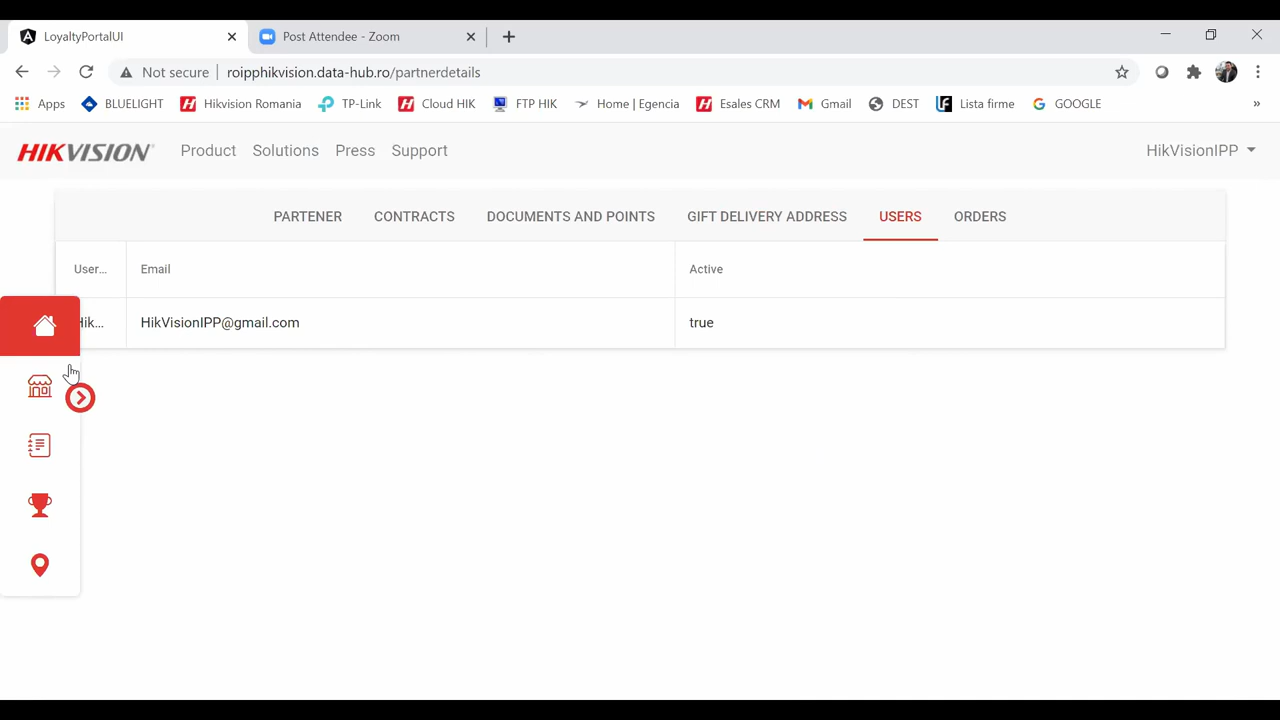 LoyaltyPortalUI
Post Attendee - Zoom
Not secure
roipphikvision.data-hub.ro/partnerdetails
Apps
BLUELIGHT
Hikvision Romania
TP-Link
Cloud HIK
FTP HIK
Home | Egencia
Esales CRM
Gmail
DEST
Lista firme
GOOGLE
»
HIKVISION
Product
Solutions
Press
Support
HikVisionIPP
PARTENER
CONTRACTS
DOCUMENTS AND POINTS
GIFT DELIVERY ADDRESS
USERS
ORDERS
User...
Email
Active
Hik...
HikVisionIPP@gmail.com
true